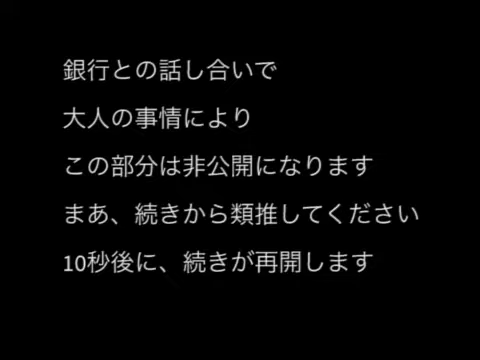 銀行との話し合いで
大人の事情により
この部分は非公開になります
まあ、続きから類推してください
10秒後に、続きが再開します